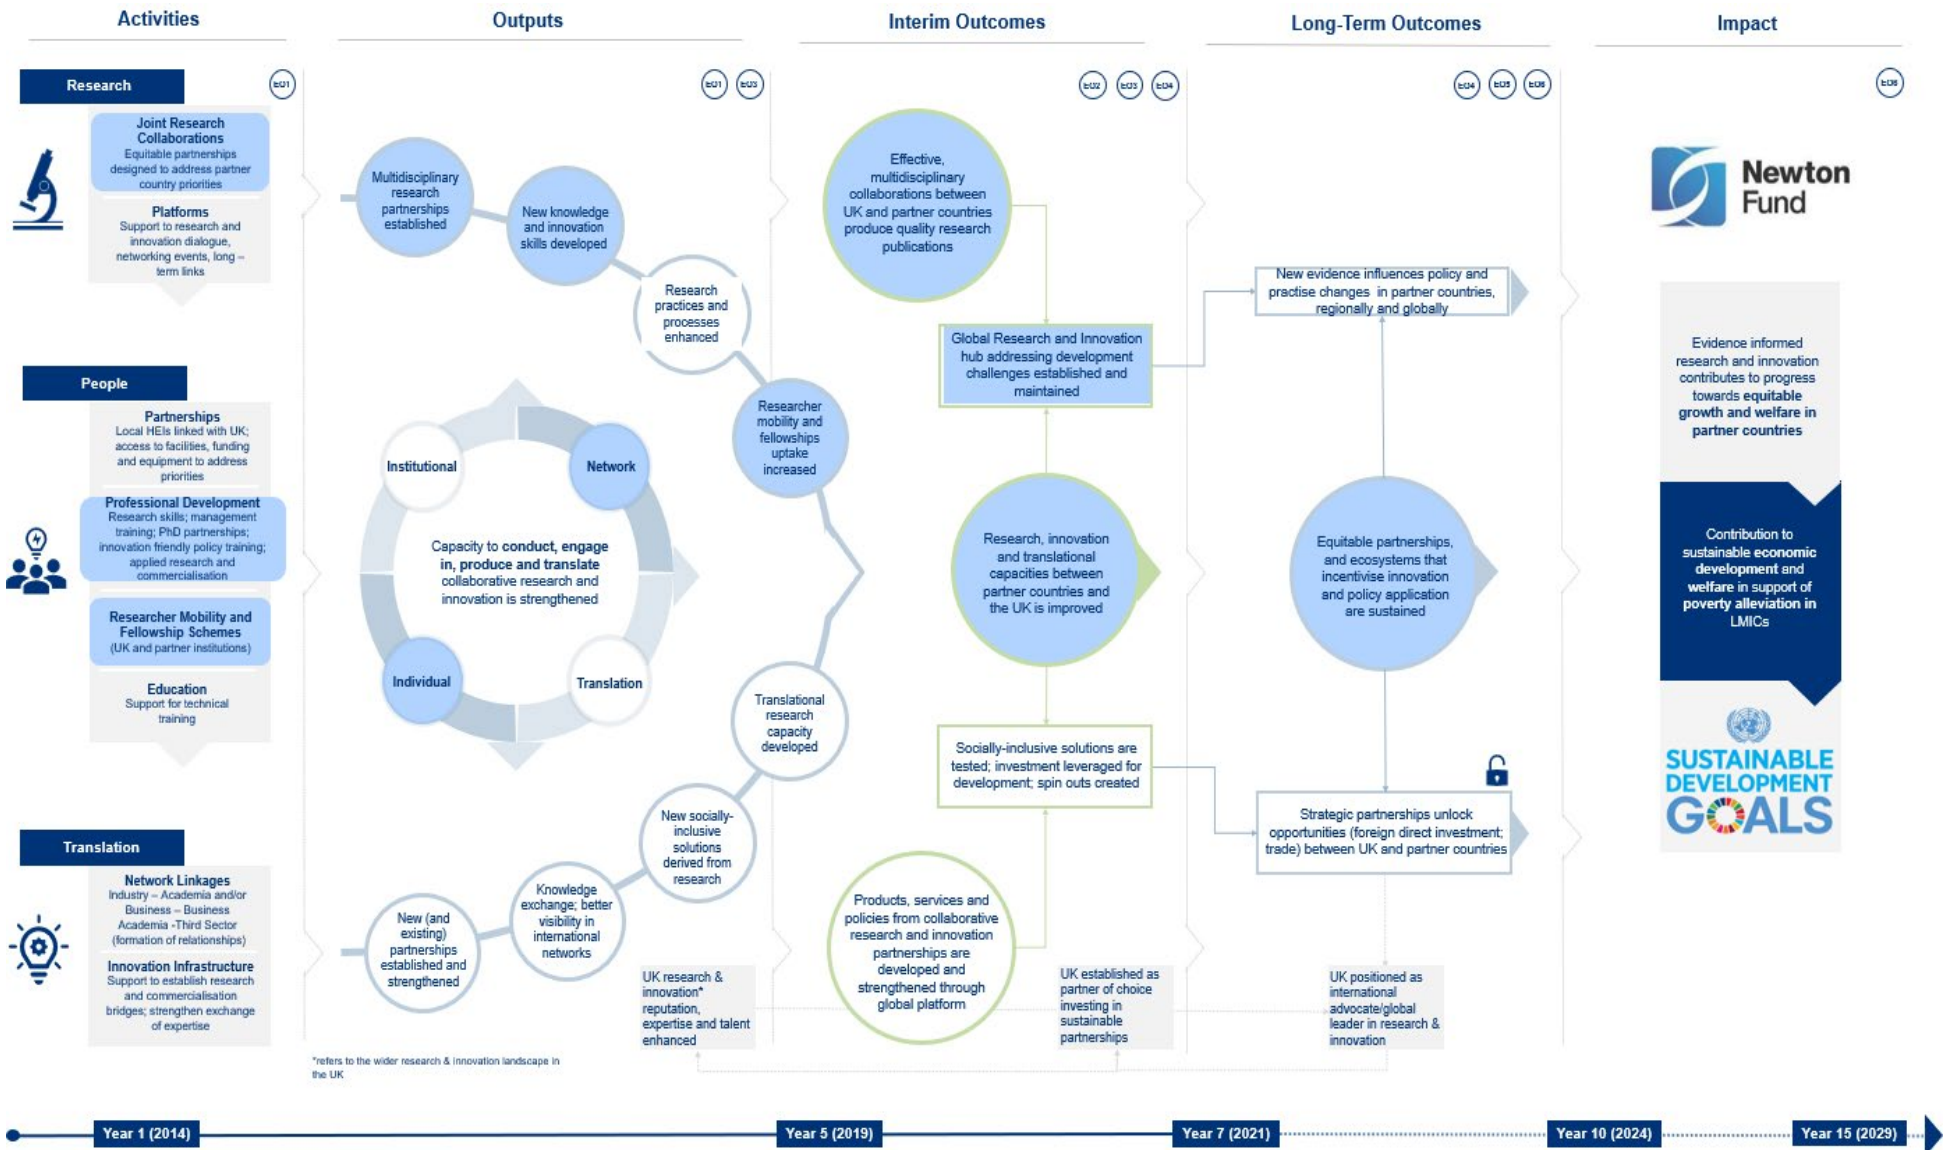 Activities
Outputs
Interim Outcomes
Long-Term Outcomes
Impact
Research
EO1
EO1
EO3
EO2
EO3
EO4
EO4
EO5
EO6
EO6
Joint Research
Collaborations
Equitable partnerships
designed to address partner
country priorities
Platforms
Support to research and
innovation dialogue,
networking events, long –
term links
People
Partnerships
Local HEIs linked with UK;
access to facilities, funding
and equipment to address
priorities
Professional Development
Research skills; management
training; PhD partnerships;
innovation friendly policy training;
applied research and
commercialisation
Researcher Mobility and
Fellowship Schemes
(UK and partner institutions)
Education
Support for technical
training
Translation
Network Linkages
Industry – Academia and/or
Business – Business
Academia -Third Sector
(formation of relationships)
Innovation Infrastructure
Support to establish research
and commercialisation
bridges; strengthen exchange
of expertise
Multidisciplinary
research
partnerships
established
New knowledge
and innovation
skills developed
Research
practices and
processes
enhanced
Researcher
mobility and
fellowships
uptake
increased
Institutional
Network
Capacity to conduct, engage
in, produce and translate
collaborative research and
innovation is strengthened
Individual
Translation
Translational
research
capacity
developed
New socially-
inclusive
solutions
derived from
research
Knowledge
exchange; better
visibility in
international
networks
New (and
existing)
partnerships
established and
strengthened
UK research &
innovation*
reputation,
expertise and talent
enhanced
*refers to the wider research & innovation landscape in
the UK
Effective,
multidisciplinary
collaborations between
UK and partner countries
produce quality research
publications
Global Research and Innovation
hub addressing development
challenges established and
maintained
Research, innovation
and translational
capacities between
partner countries and
the UK is improved
Socially-inclusive solutions are
tested; investment leveraged for
development; spin outs created
Products, services and
policies from collaborative
research and innovation
partnerships are
developed and
strengthened through
global platform
UK established as
partner of choice
investing in
sustainable
partnerships
New evidence influences policy and
practise changes in partner countries,
regionally and globally
Equitable partnerships,
and ecosystems that
incentivise innovation
and policy application
are sustained
Strategic partnerships unlock
opportunities (foreign direct investment;
trade) between UK and partner countries
UK positioned as
international
advocate/global
leader in research &
innovation
Newton
Fund
Evidence informed
research and innovation
contributes to progress
towards equitable
growth and welfare in
partner countries
Contribution to
sustainable economic
development and
welfare in support of
poverty alleviation in
LMICs
SUSTAINABLE
DEVELOPMENT
GOALS
Year 1 (2014)
Year 5 (2019)
Year 7 (2021)
Year 10 (2024)
Year 15 (2029)